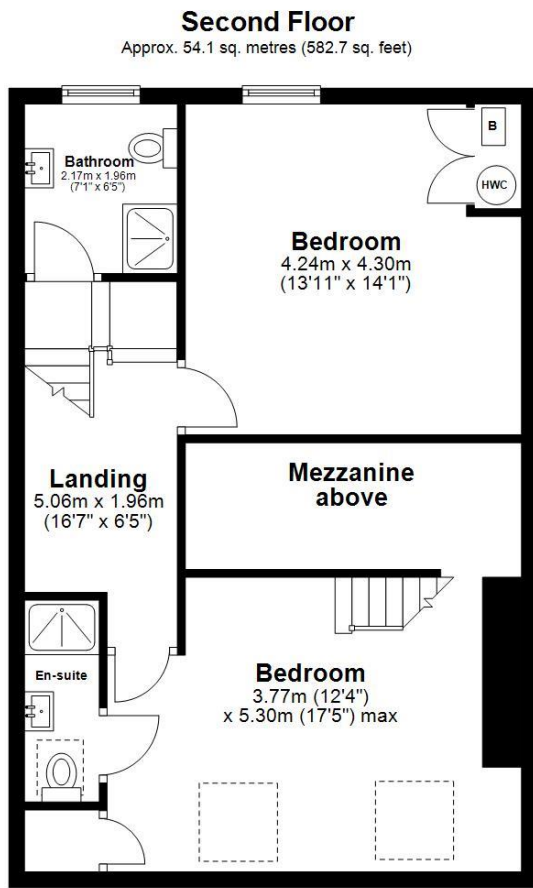 Second Floor
Approx. 54.1 sq. metres (582.7 sq. feet)
Bathroom
2.17m x 1.96m
(7'1" x 6'5")
B
HWC
Bedroom
4.24m x 4.30m
(13'11" x 14'1")
Landing
5.06m x 1.96m
(16'7" x 6'5")
Mezzanine
above
En-suite
Bedroom
3.77m (12'4")
x 5.30m (17'5") max